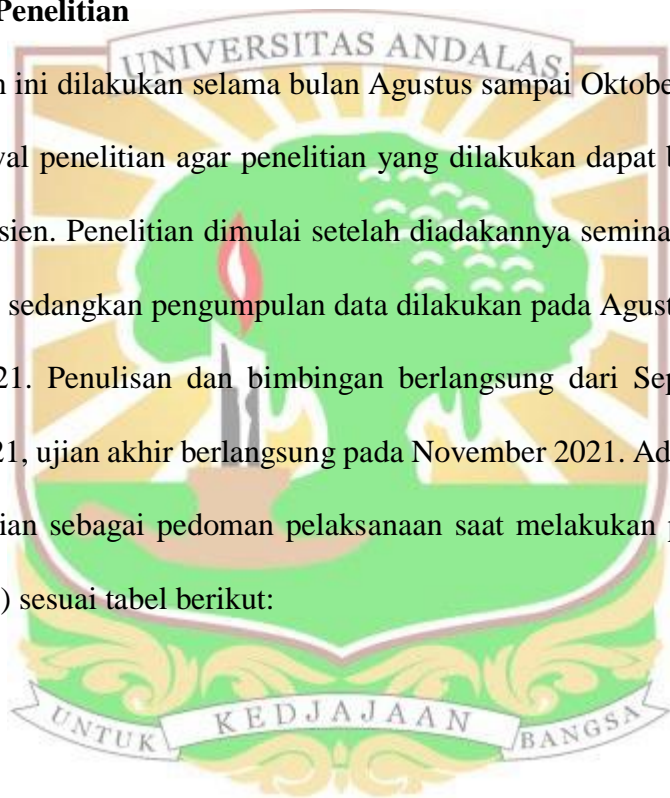 Penelitian
UNIVERSITAS ANDALAS
ini dilakukan selama bulan Agustus sampai Oktobe
penelitian agar penelitian yang dilakukan dapat
sien. Penelitian dimulai setelah diadakannya semina
sedangkan pengumpulan data dilakukan pada Agust
21. Penulisan dan bimbingan berlangsung dari Sep
21, ujian akhir berlangsung pada November 2021. Ad
ian sebagai pedoman pelaksanaan saat melakukan p
) sesuai tabel berikut:
UNTUK KEDJAJAAN BANGSA